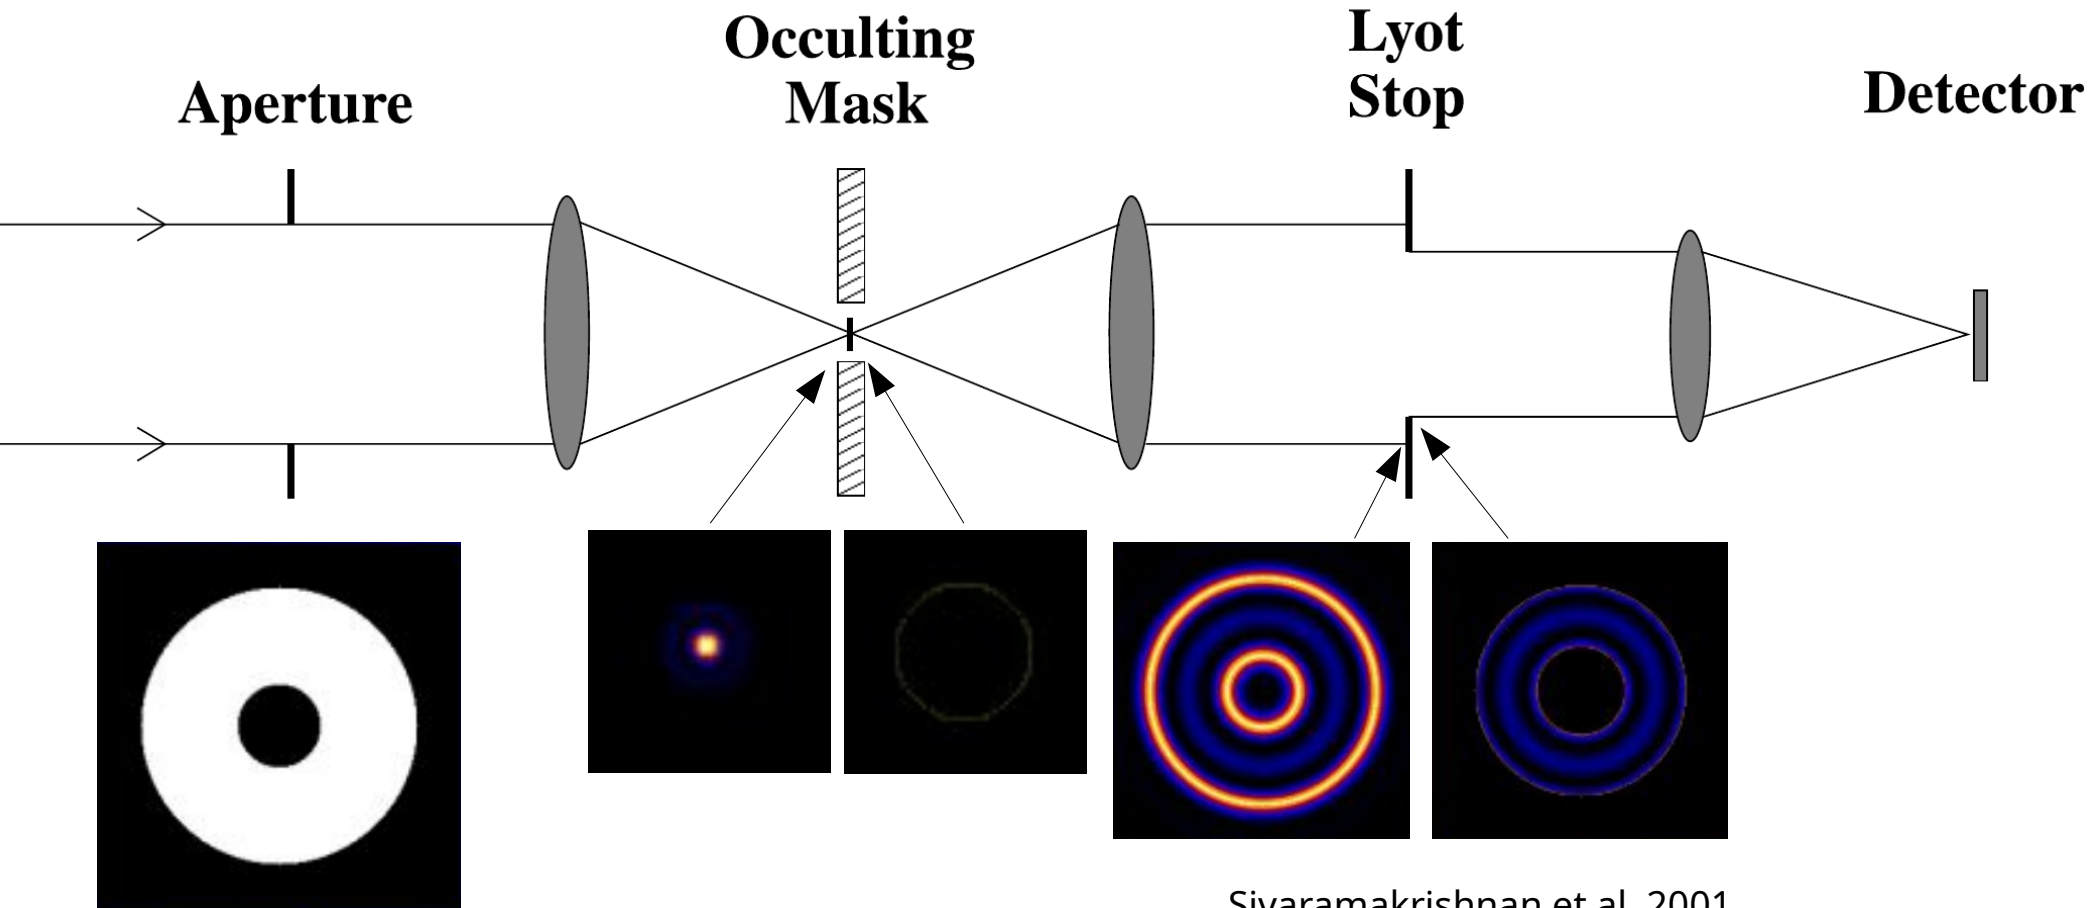 Aperture
Occulting
Mask
Lyot
Stop
Detector
Sivaramakrishnan et al. 2001